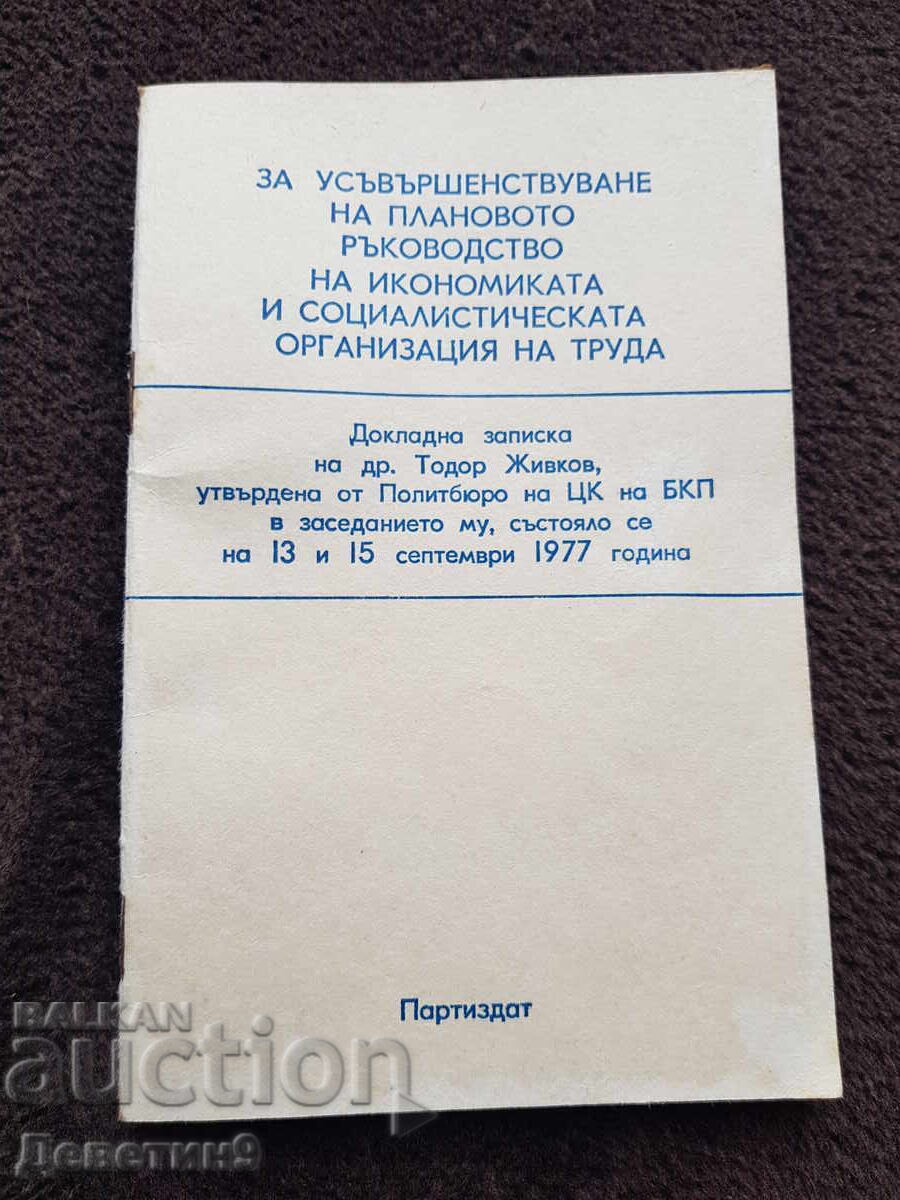 ЗА УСЪВЪРШЕНСТВУВАНЕ
НА ПЛАНОВОТО
РЪКОВОДСТВО
НА ИКОНОМИКАТА
И СОЦИАЛИСТИЧЕСКАТА
ОРГАНИЗАЦИЯ НА ТРУДА
Докладна записка
на др. Тодор Живков,
утвърдена от Политбюро на ЦК на БКП
в заседанието му, състояло се
на 13 и 15 септември 1977 година
Партиздат
BALKAN
auction
Деветин9